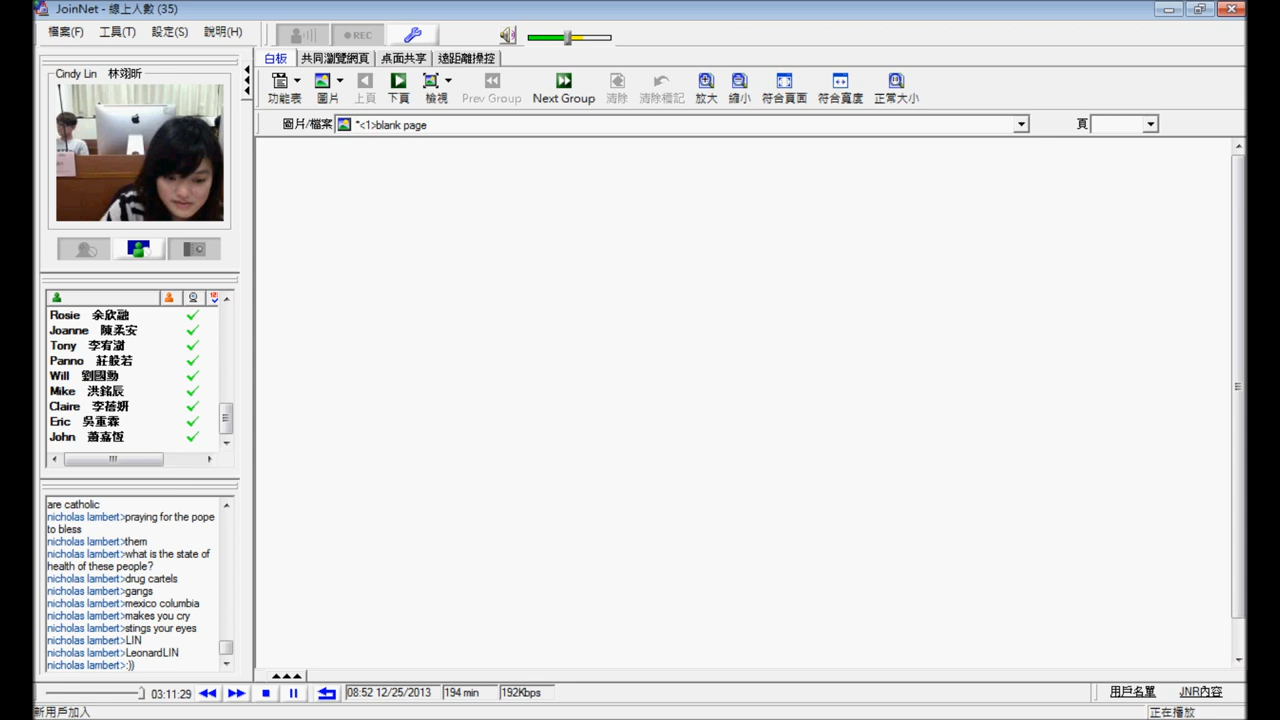 JoinNet - 線上人數 (35)
檔案(F) 工具(T) 設定(S) 說明(H)
REC
白板 共同瀏覽網頁 桌面共享 遠距離操控
功能表 圖片 上頁 下頁 檢視 Prev Group Next Group 清除 清除標記 放大 縮小 符合頁面 符合寬度 正常大小
圖片/檔案 *<1>blank page 頁
Cindy Lin 林翊昕
Rosie 余欣融
Joanne 陳柔安
Tony 李宥澍
Panno 莊般若
Will 劉國勳
Mike 洪銘辰
Claire 李蓓妍
Eric 吳重霖
John 蕭嘉恆
are catholic
nicholas lambert>praying for the pope
to bless
nicholas lambert>them
nicholas lambert>what is the state of
health of these people?
nicholas lambert>drug cartels
nicholas lambert>gangs
nicholas lambert>mexico columbia
nicholas lambert>makes you cry
nicholas lambert>stings your eyes
nicholas lambert>LIN
nicholas lambert>LeonardLIN
nicholas lambert>:))
03:11:29 08:52 12/25/2013 194 min 192Kbps 用戶名單 JNR內容
新用戶加入 正在播放